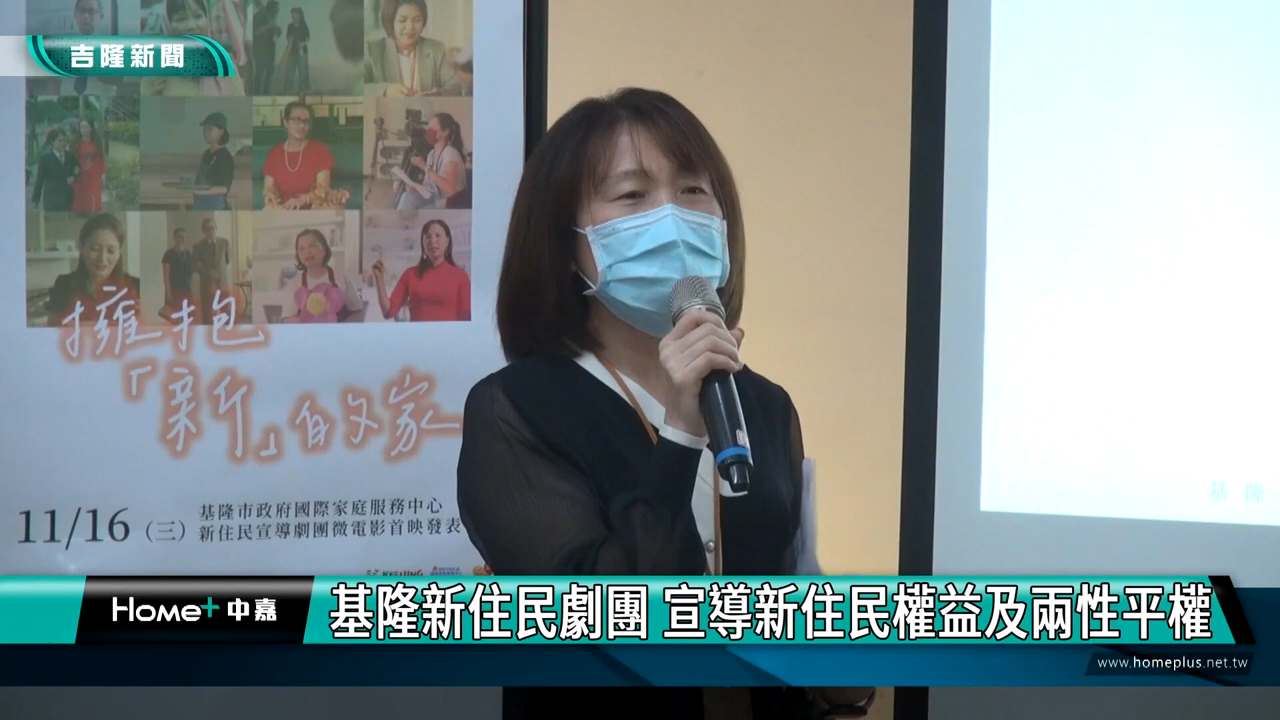 吉隆新聞
擁抱
「新」的家
11/16 (三) 基隆市政府國際家庭服務中心
新住民宣導劇團微電影首映發表
基 隆
Home+ 中嘉
基隆新住民劇團 宣導新住民權益及兩性平權
www.homeplus.net.tw